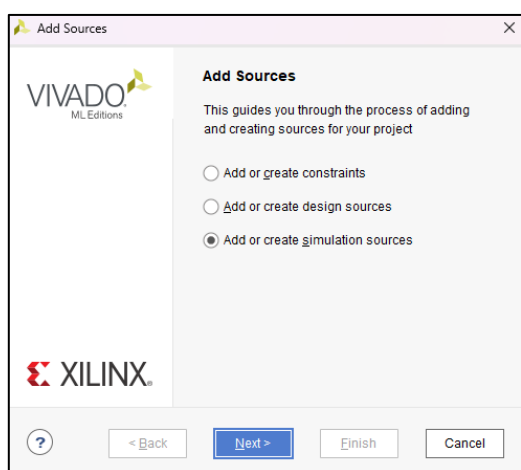 Add Sources
VIVADO
ML Editions
Add Sources
This guides you through the process of adding
and creating sources for your project
Add or create constraints
Add or create design sources
Add or create simulation sources
XILINX
?
< Back
Next >
Finish
Cancel